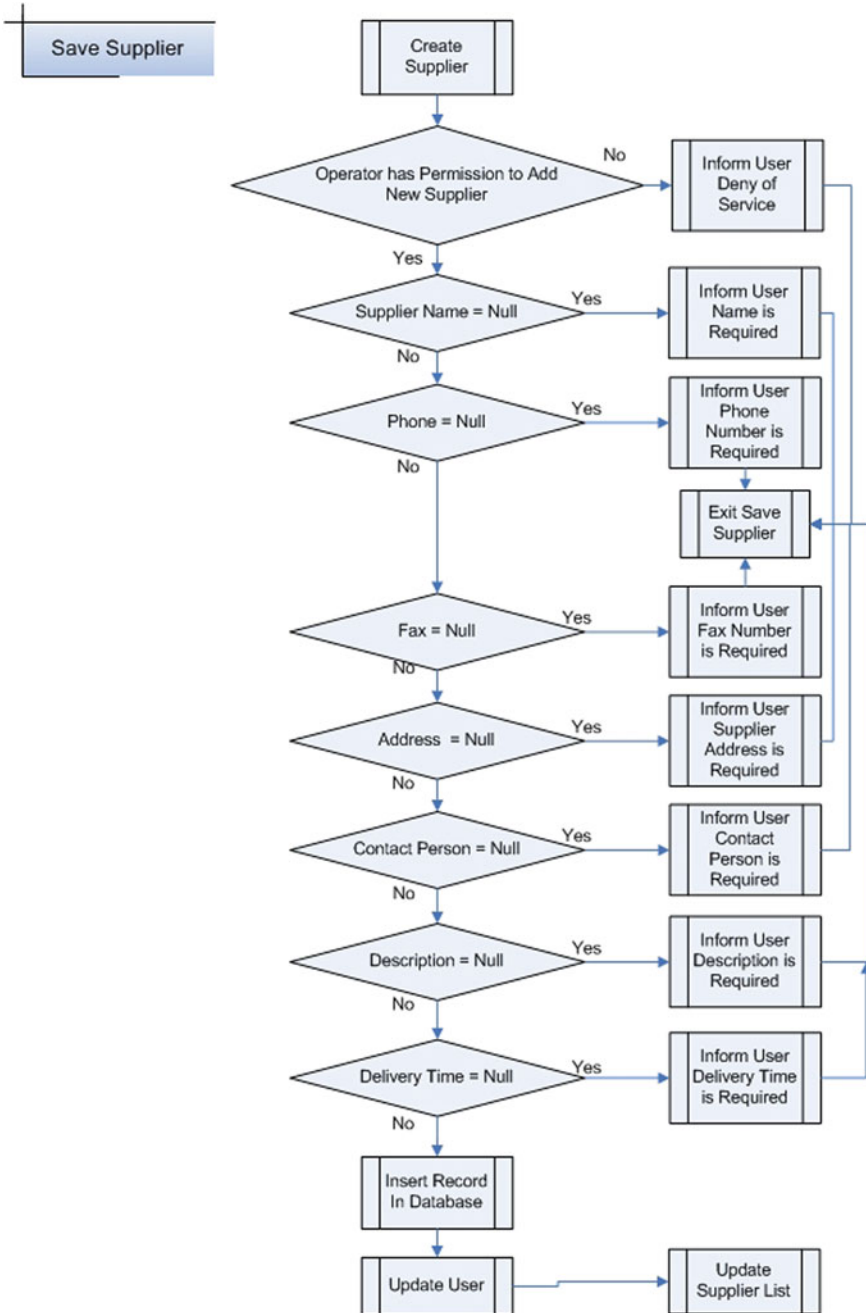 Save Supplier
Create
Supplier
Operator has Permission to Add
New Supplier
No
Inform User
Deny of
Service
Yes
Supplier Name = Null
Yes
Inform User
Name is
Required
No
Phone = Null
Yes
Inform User
Phone
Number is
Required
No
Exit Save
Supplier
Fax = Null
Yes
Inform User
Fax Number
is Required
No
Address = Null
Yes
Inform User
Supplier
Address is
Required
No
Contact Person = Null
Yes
Inform User
Contact
Person is
Required
No
Description = Null
Yes
Inform User
Description is
Required
No
Delivery Time = Null
Yes
Inform User
Delivery Time
is Required
No
Insert Record
In Database
Update User
Update
Supplier List